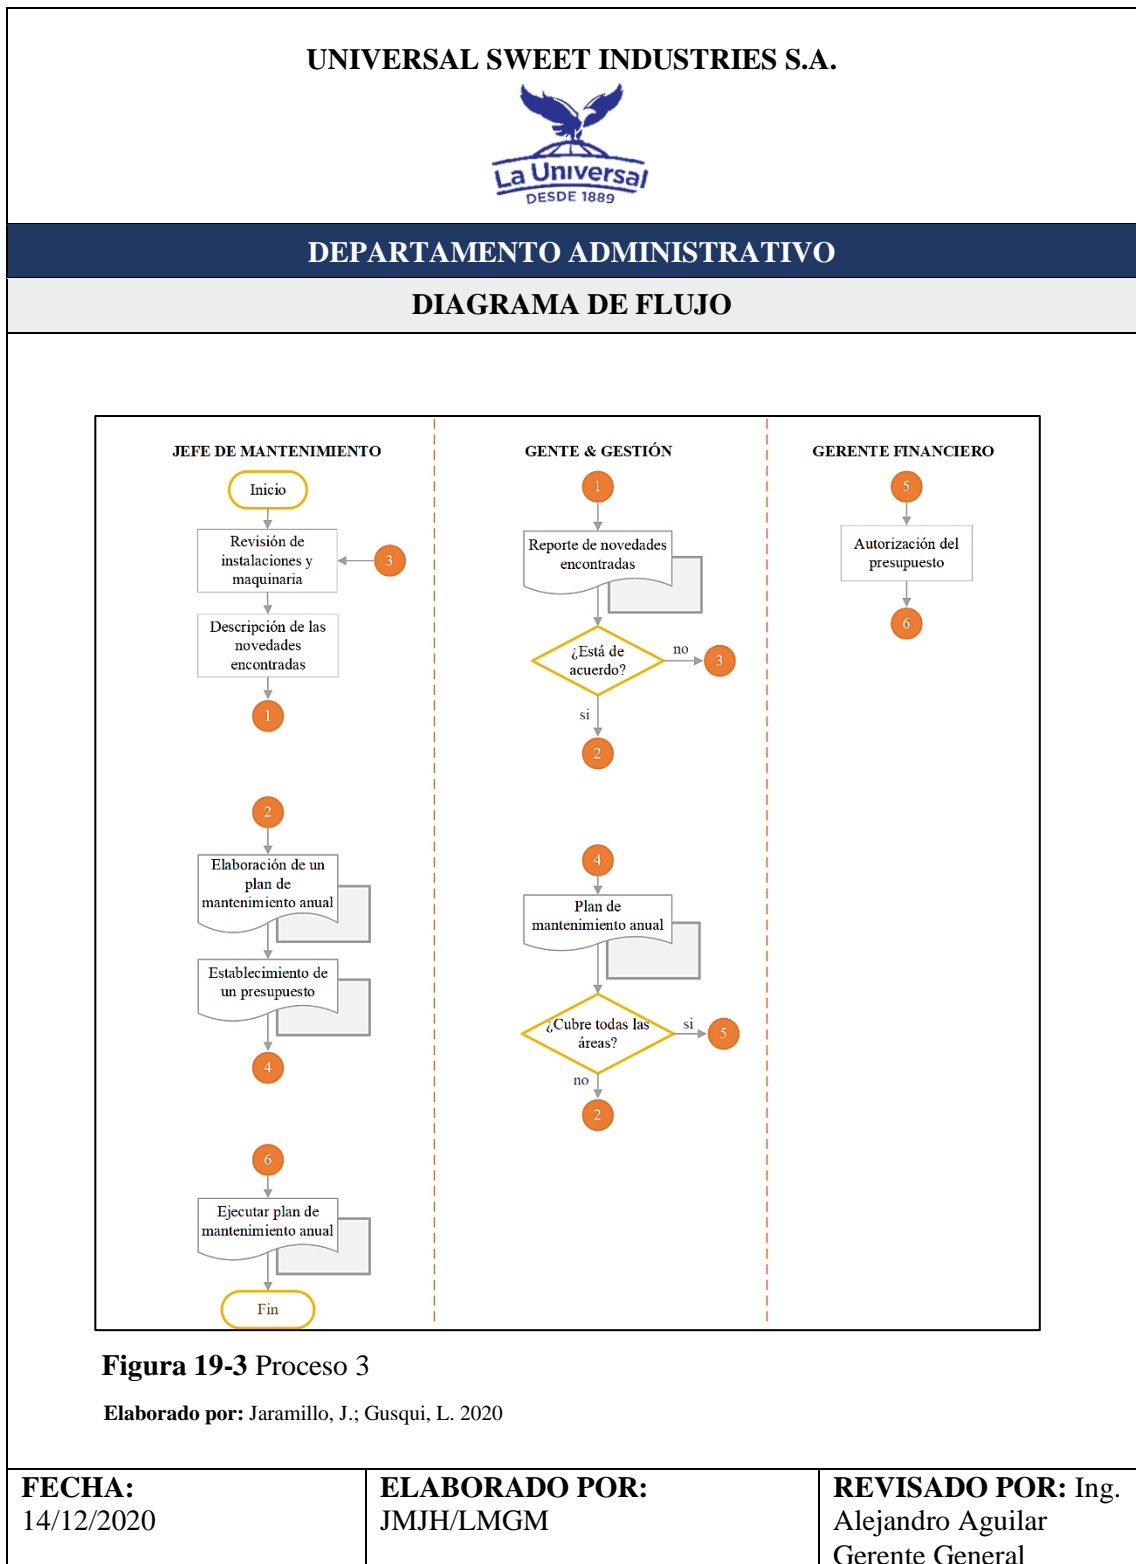 UNIVERSAL SWEET INDUSTRIES S.A.
La Universal
DESDE 1889
DEPARTAMENTO ADMINISTRATIVO
DIAGRAMA DE FLUJO
JEFE DE MANTENIMIENTO
Inicio
Revisión de
instalaciones y
maquinaria
3
Descripción de las
novedades
encontradas
1
2
Elaboración de un
plan de
mantenimiento anual
Establecimiento de
un presupuesto
4
6
Ejecutar plan de
mantenimiento anual
Fin
GENTE & GESTIÓN
1
Reporte de novedades
encontradas
¿Está de
acuerdo?
no
3
si
2
4
Plan de
mantenimiento anual
¿Cubre todas las
áreas?
si
5
no
2
GERENTE FINANCIERO
5
Autorización del
presupuesto
6
Figura 19-3 Proceso 3
Elaborado por: Jaramillo, J.; Gusqui, L. 2020
FECHA:
14/12/2020
ELABORADO POR:
JMJH/LMGM
REVISADO POR: Ing.
Alejandro Aguilar
Gerente General